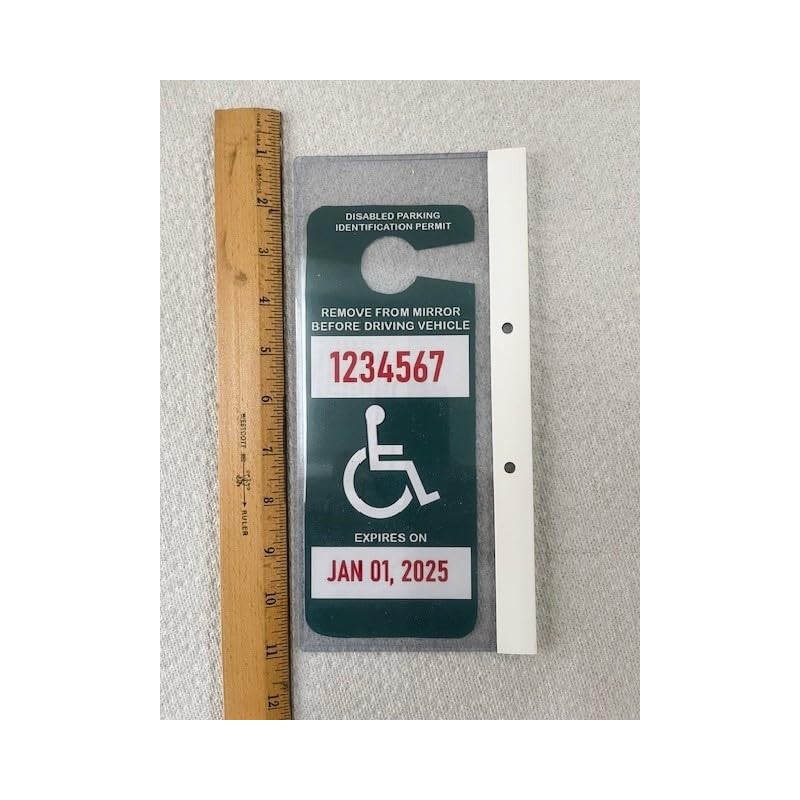 DISABLED PARKING
IDENTIFICATION PERMIT
REMOVE FROM MIRROR
BEFORE DRIVING VEHICLE
1234567
EXPIRES ON
JAN 01, 2025
1
2
3
4
5
6
7
8
9
10
11
12
WESTCOTT
RULER